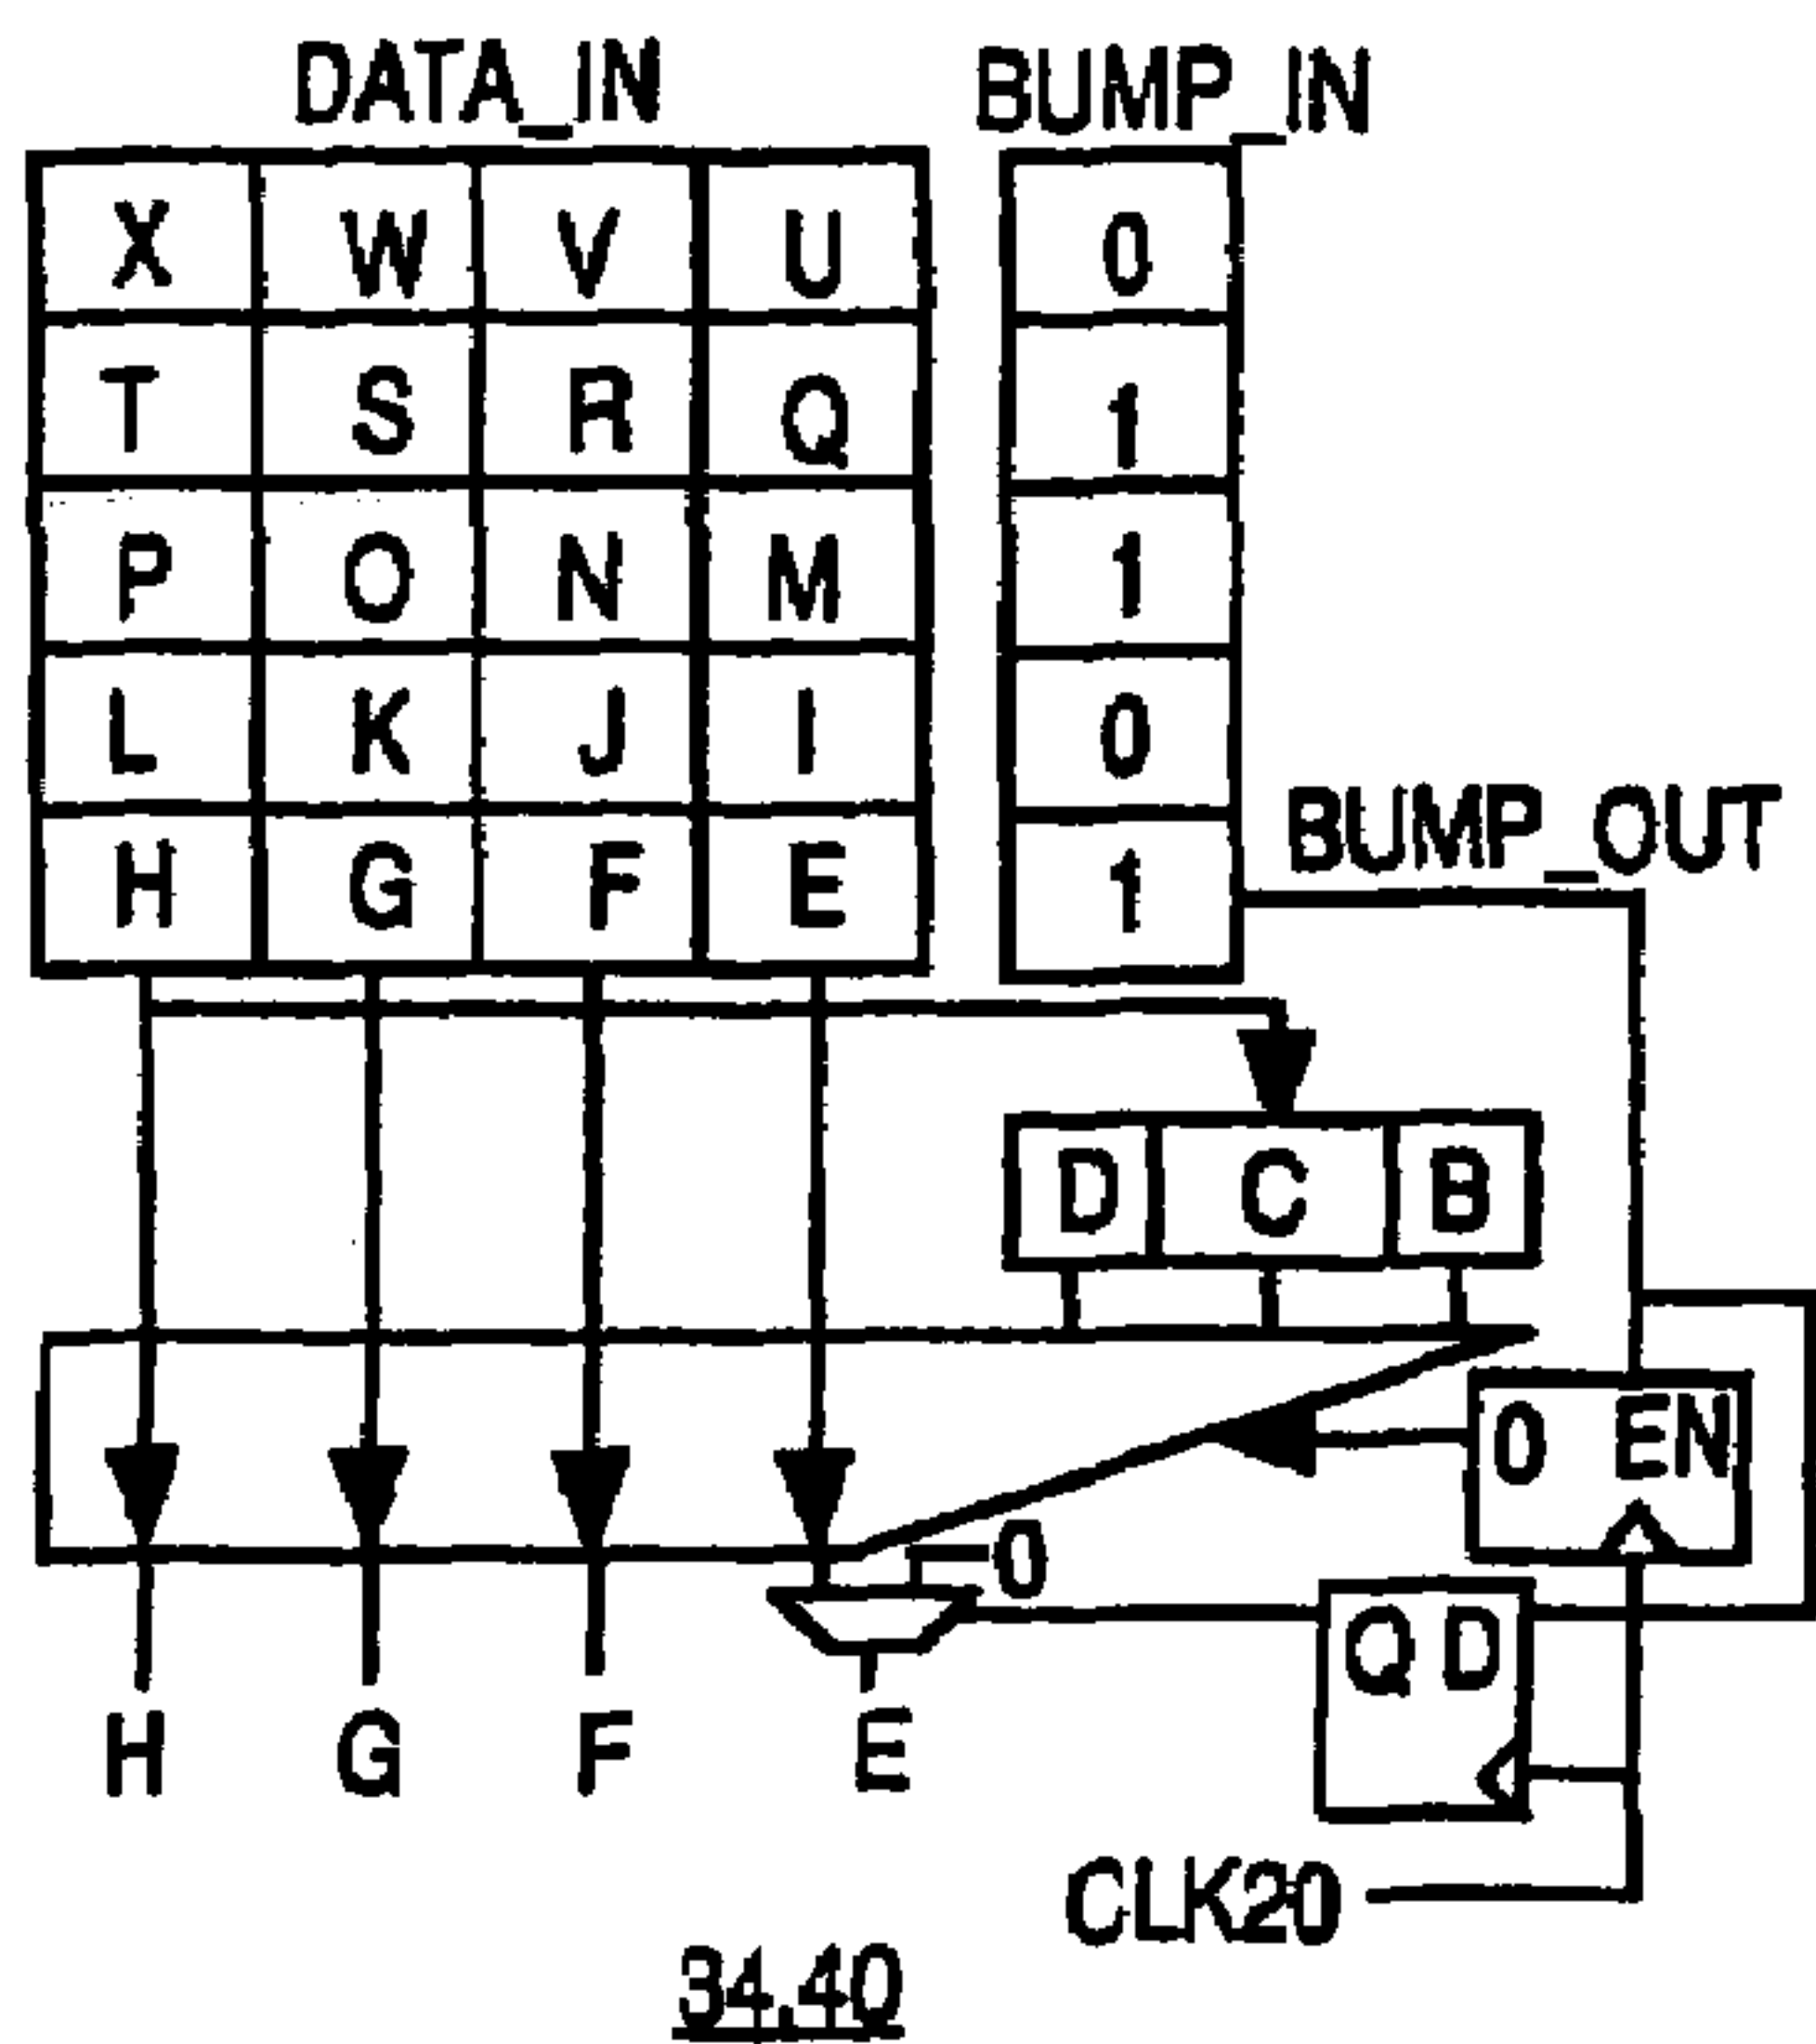 DATA_IN BUMP_IN
X W V U 0
T S R Q 1
P O N M 1
L K J I 0
BUMP_OUT
H G F E 1
D C B
0 EN
0
Q D
H G F E
CLK20
34,40